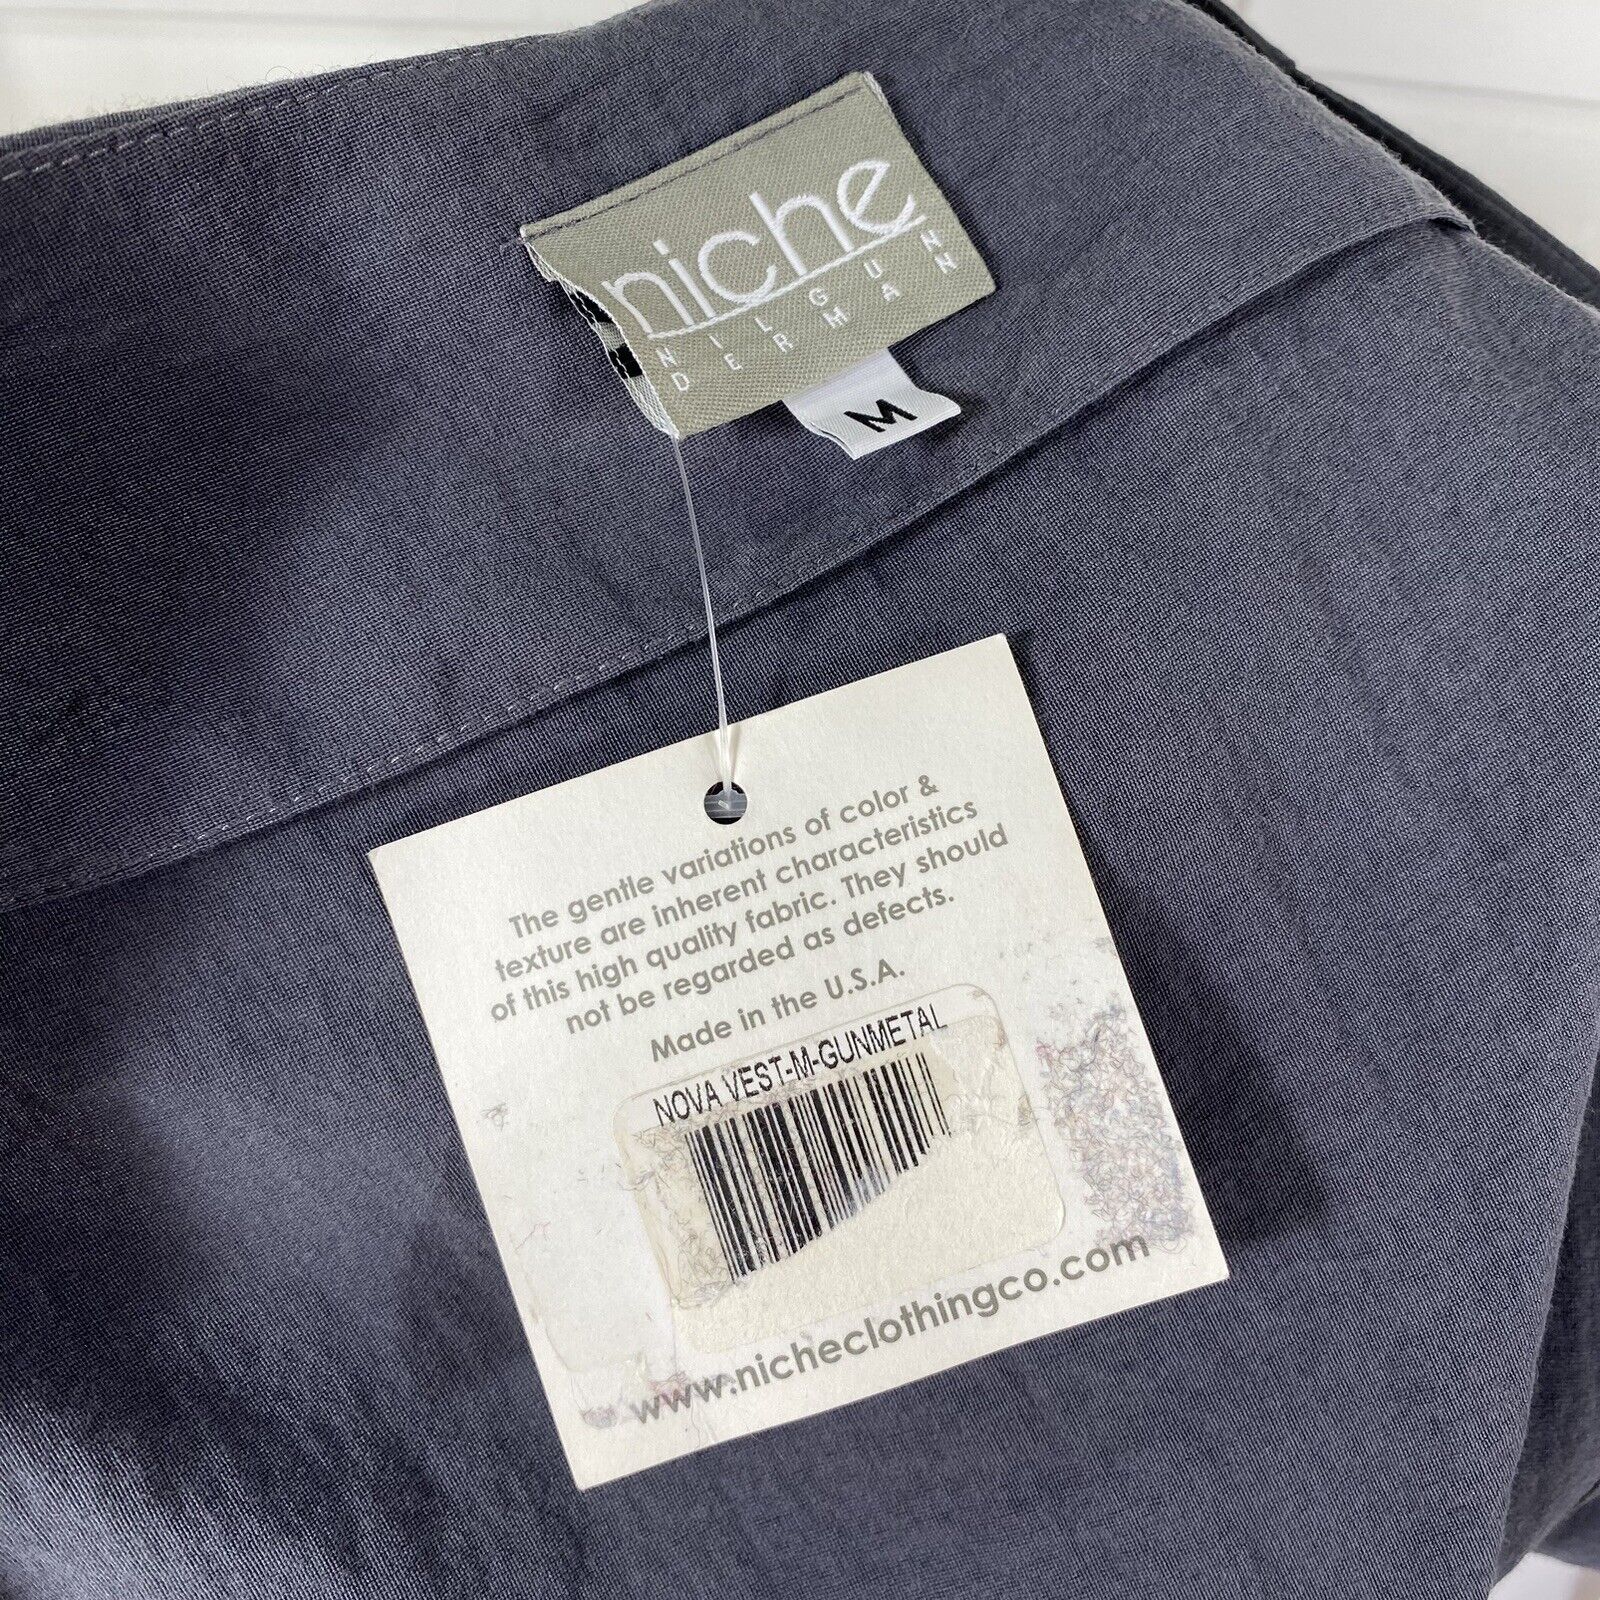 niche
NILGUN
DERMAN
M
The gentle variations of color &
texture are inherent characteristics
of this high quality fabric. They should
not be regarded as defects.
Made in the U.S.A.
NOVA VEST-M-GUNMETAL
www.nicheclothingco.com